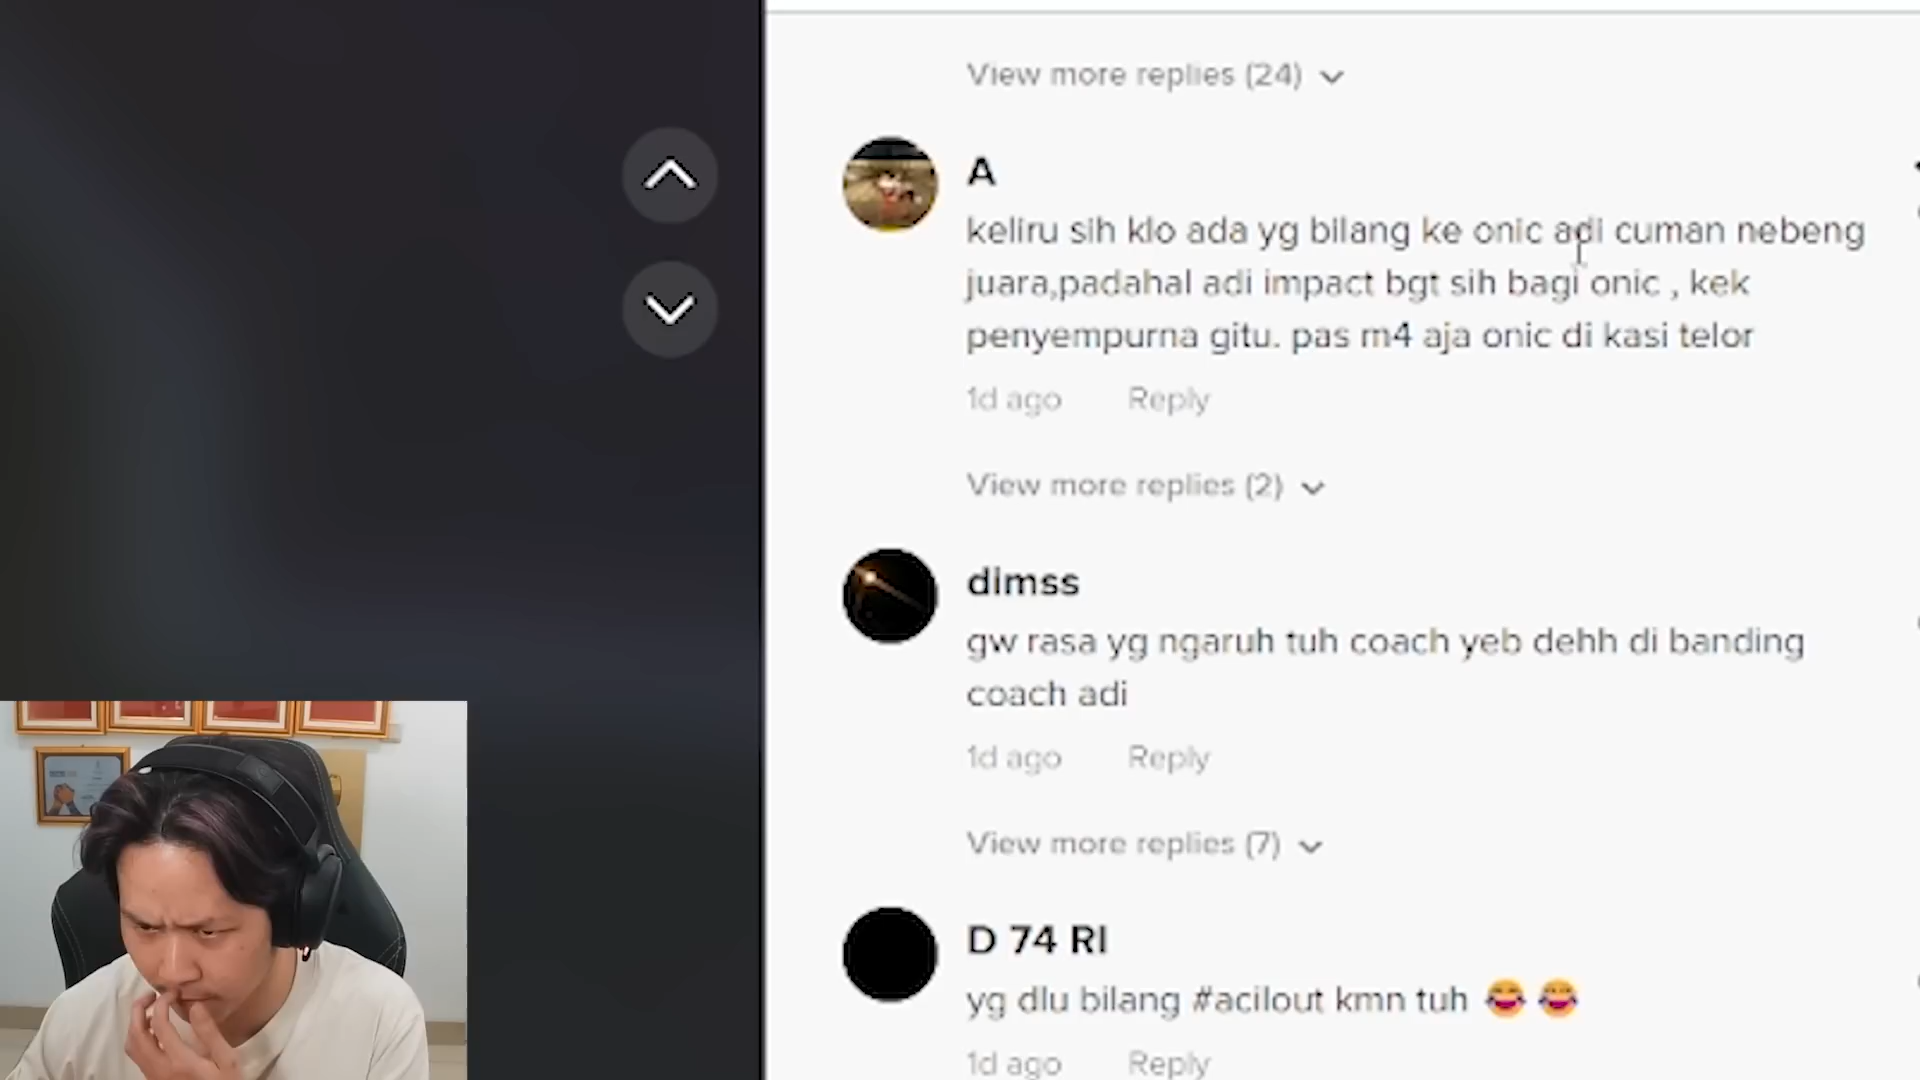 View more replies (24)
A
keliru sih klo ada yg bilang ke onic adi cuman nebeng
juara,padahal adi impact bgt sih bagi onic , kek
penyempurna gitu. pas m4 aja onic di kasi telor
1d ago Reply
View more replies (2)
dimss
gw rasa yg ngaruh tuh coach yeb dehh di banding
coach adi
1d ago Reply
View more replies (7)
D 74 RI
yg dlu bilang #acilout kmn tuh 😂 😂
1d ago Reply